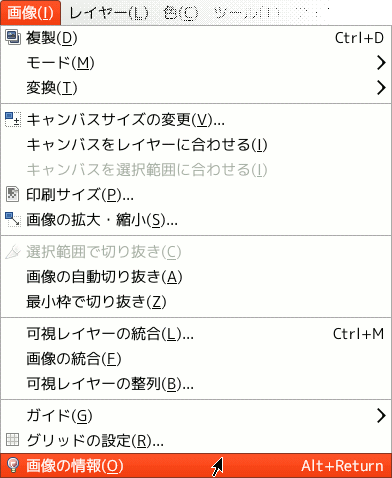 画像(I) レイヤー(L) 色(C) ツール(T)
複製(D) Ctrl+D
モード(M)
変換(T)
キャンバスサイズの変更(V)...
キャンバスをレイヤーに合わせる(I)
キャンバスを選択範囲に合わせる(I)
印刷サイズ(P)...
画像の拡大・縮小(S)...
選択範囲で切り抜き(C)
画像の自動切り抜き(A)
最小枠で切り抜き(Z)
可視レイヤーの統合(L)... Ctrl+M
画像の統合(F)
可視レイヤーの整列(B)...
ガイド(G)
グリッドの設定(R)...
画像の情報(O) Alt+Return